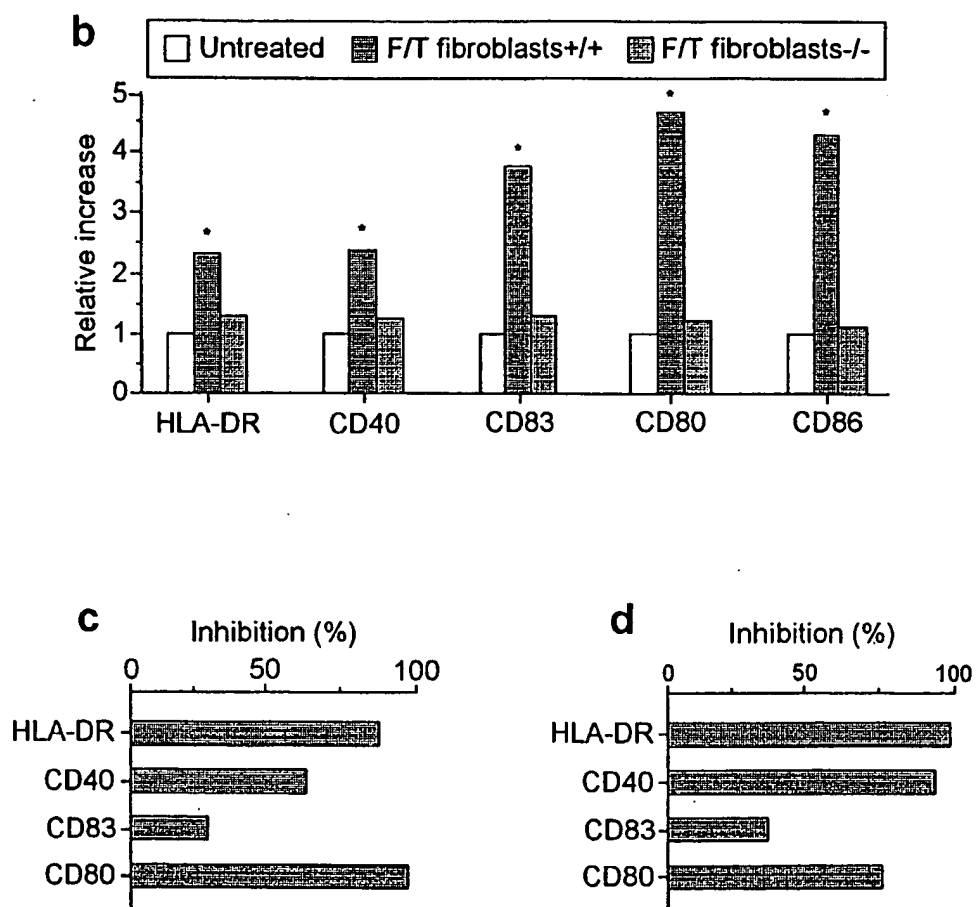 b
Untreated F/T fibroblasts+/+ F/T fibroblasts-/-
Relative increase
5
4
3
2
1
0
* * * * *
HLA-DR CD40 CD83 CD80 CD86
c
Inhibition (%)
0 50 100
HLA-DR
CD40
CD83
CD80
d
Inhibition (%)
0 50 100
HLA-DR
CD40
CD83
CD80